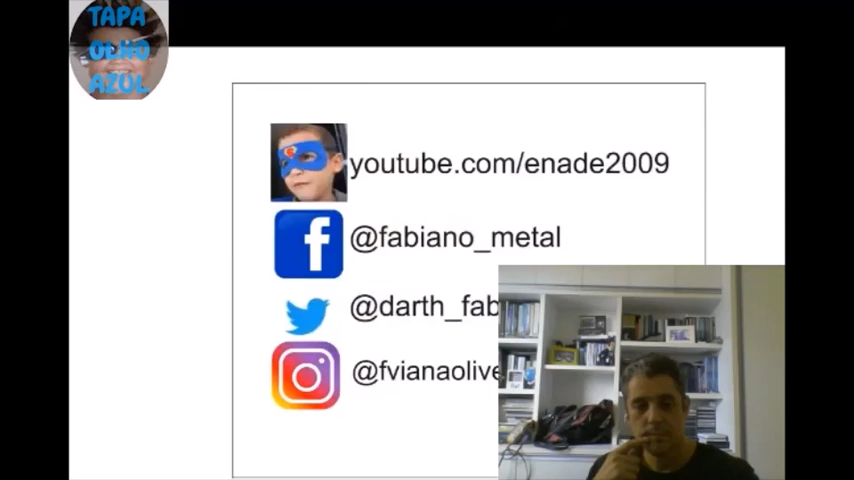 TAPA
OLHO
AZUL
youtube.com/enade2009
@fabiano_metal
@darth_fab
@fvianaolive